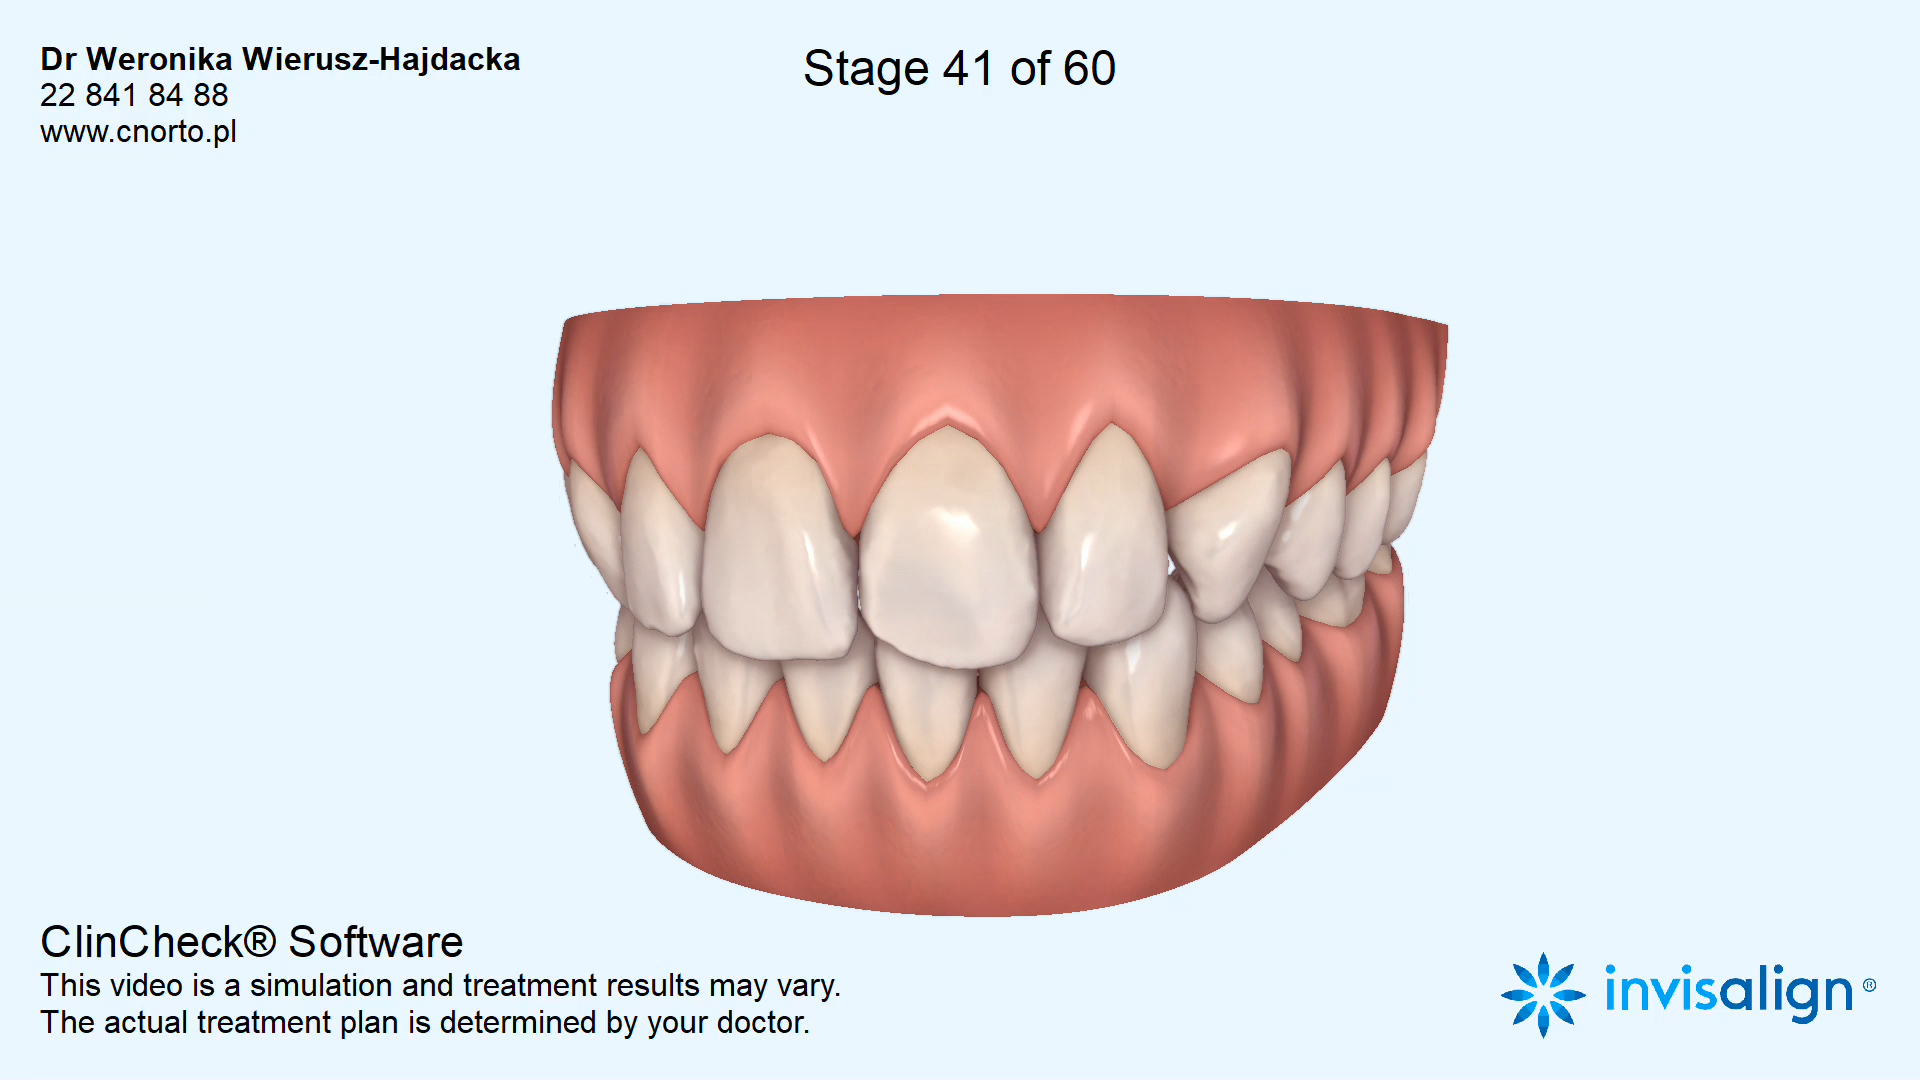 Dr Weronika Wierusz-Hajdacka
22 841 84 88
www.cnorto.pl
Stage 41 of 60
ClinCheck® Software
This video is a simulation and treatment results may vary.
The actual treatment plan is determined by your doctor.
invisalign®